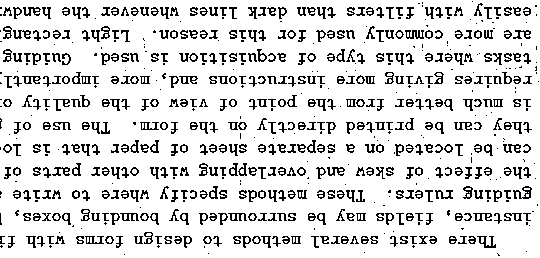 There exist several methods to design forms with fi
instance, fields may be surrounded by bounding boxes,
guiding rulers. These methods specify where to write
the effect of skew and overlapping with other parts of
can be located on a separate sheet of paper that is loc
they can be printed directly on the form. The use of g
is much better from the point of view of the quality o
requires giving more instructions and, more importantl
tasks where this type of acquisition is used. Guiding
are more commonly used for this reason. Light rectang
easily with filters than dark lines whenever the handw